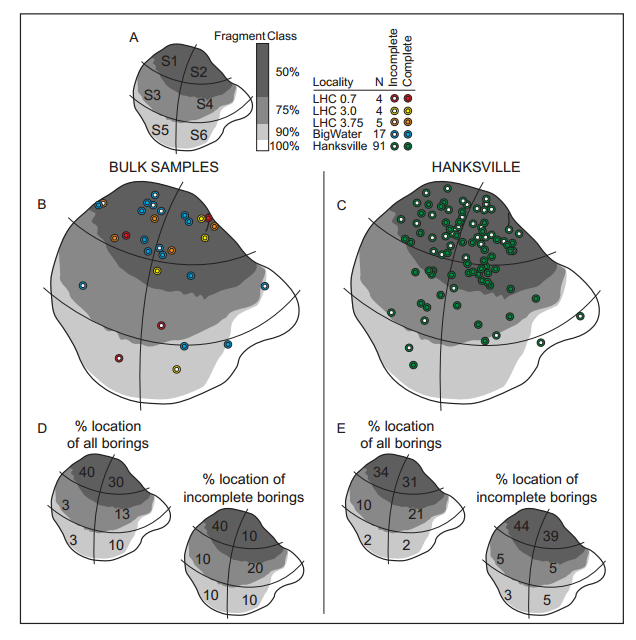 A
Fragment Class
S1
S2
S3
S4
S5
S6
50%
75%
90%
100%
Locality N Incomplete Complete
LHC 0.7 4
LHC 3.0 4
LHC 3.75 5
BigWater 17
Hanksville 91
BULK SAMPLES
HANKSVILLE
B
C
D
% location
of all borings
40
30
3
13
3
10
% location of
incomplete borings
40
10
10
20
10
10
E
% location
of all borings
34
31
10
21
2
2
% location of
incomplete borings
44
39
5
5
3
5